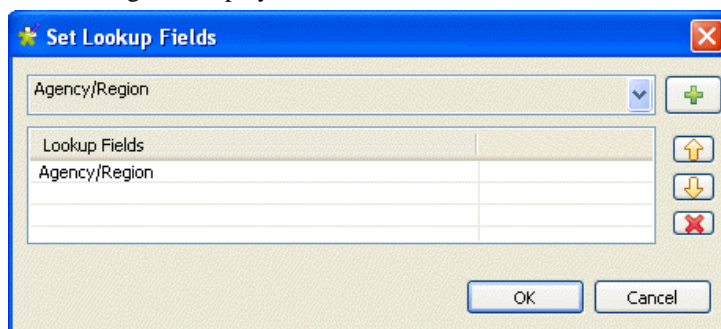 Set Lookup Fields
Agency/Region
Lookup Fields
Agency/Region
OK
Cancel